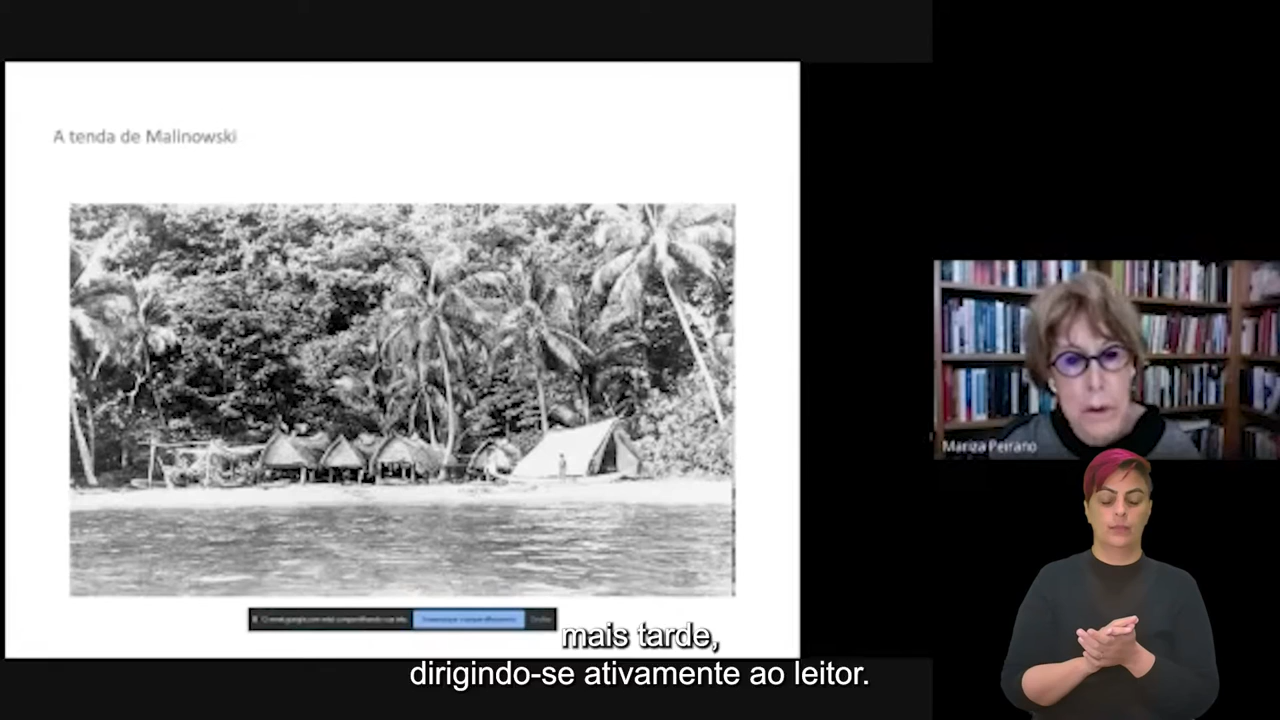 A tenda de Malinowski
Mariza Peirano
mais tarde,
dirigindo-se ativamente ao leitor.